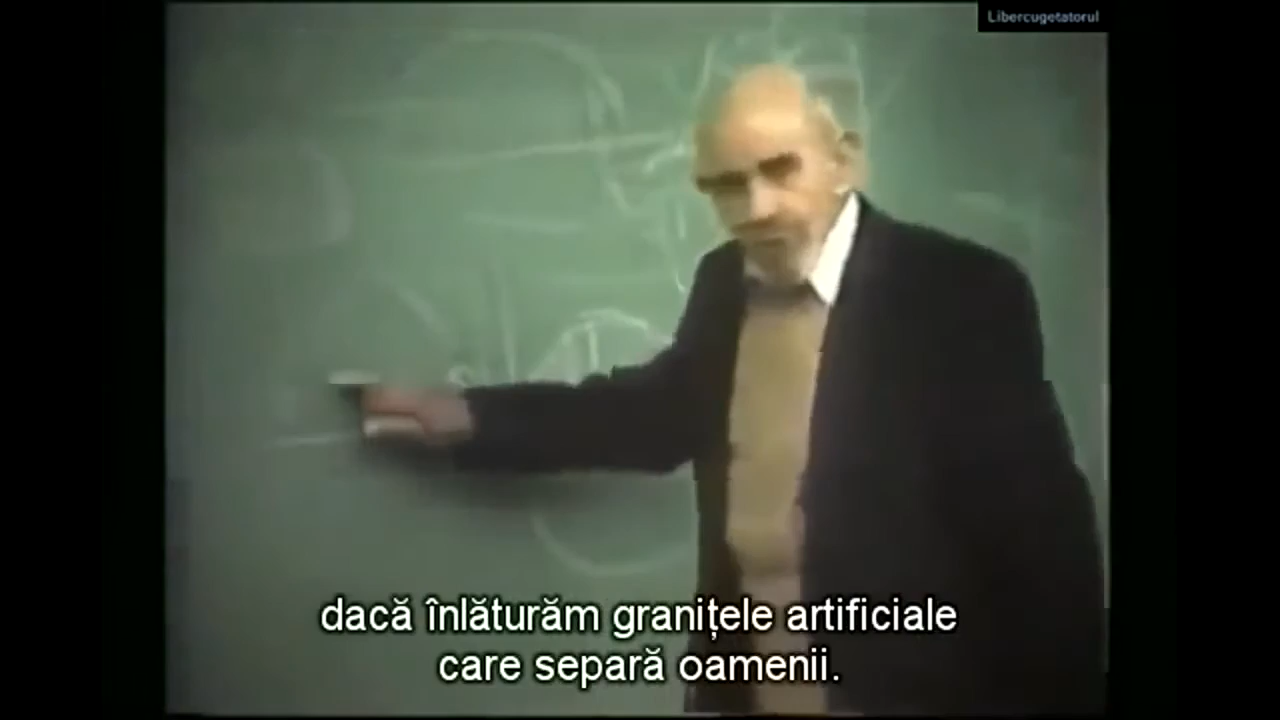 Libercugetatorul
dacă înlăturăm granițele artificiale
care separă oamenii.